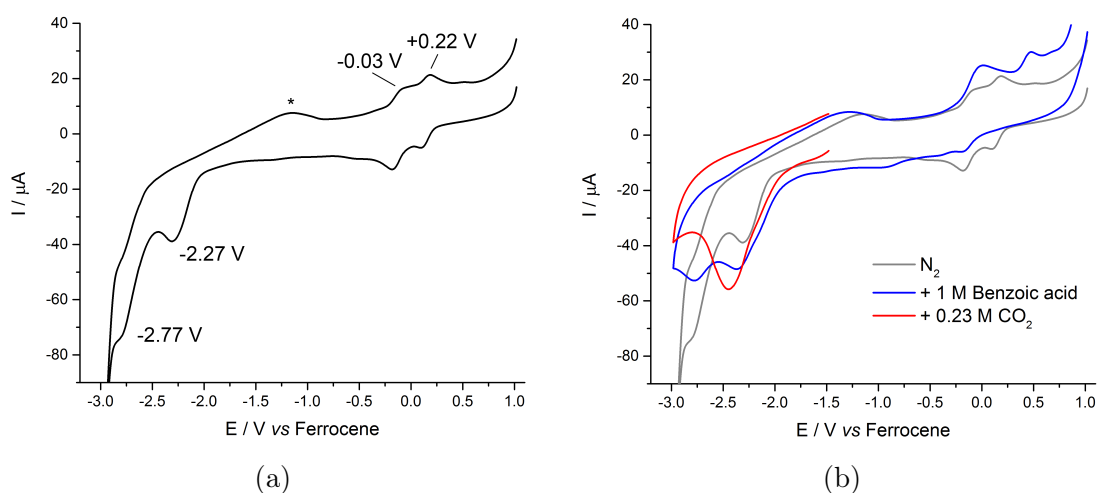 40
20
0
-20
-40
-60
-80
I / μA
-3.0 -2.5 -2.0 -1.5 -1.0 -0.5 0.0 0.5 1.0
E / V vs Ferrocene
-0.03 V
+0.22 V
*
-2.27 V
-2.77 V
(a)
40
20
0
-20
-40
-60
-80
I / μA
-3.0 -2.5 -2.0 -1.5 -1.0 -0.5 0.0 0.5 1.0
E / V vs Ferrocene
N₂
+ 1 M Benzoic acid
+ 0.23 M CO₂
(b)